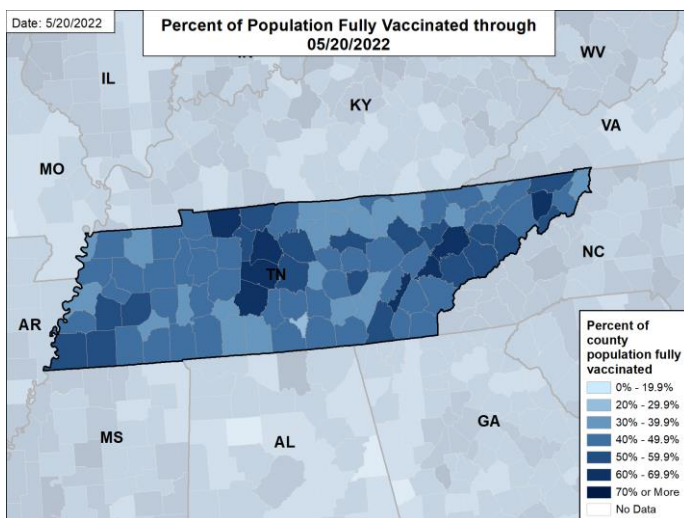 Date: 5/20/2022
Percent of Population Fully Vaccinated through
05/20/2022
IL
WV
KY
VA
MO
TN
NC
AR
MS
AL
GA
Percent of
county
population fully
vaccinated
0% - 19.9%
20% - 29.9%
30% - 39.9%
40% - 49.9%
50% - 59.9%
60% - 69.9%
70% or More
No Data